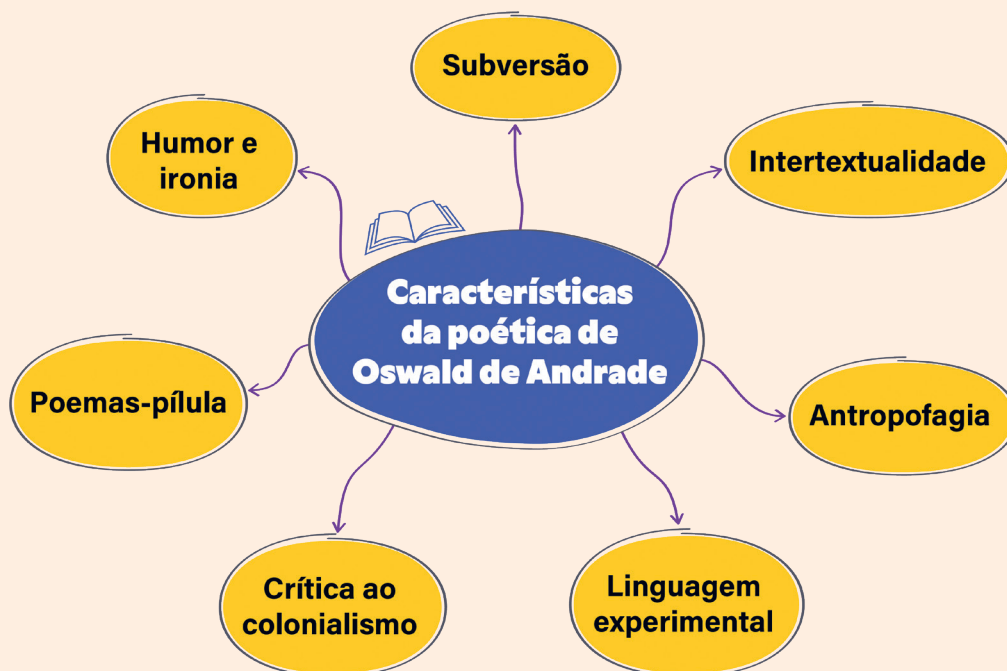 Características
da poética de
Oswald de Andrade
Subversão
Intertextualidade
Antropofagia
Linguagem
experimental
Crítica ao
colonialismo
Poemas-pílula
Humor e
ironia